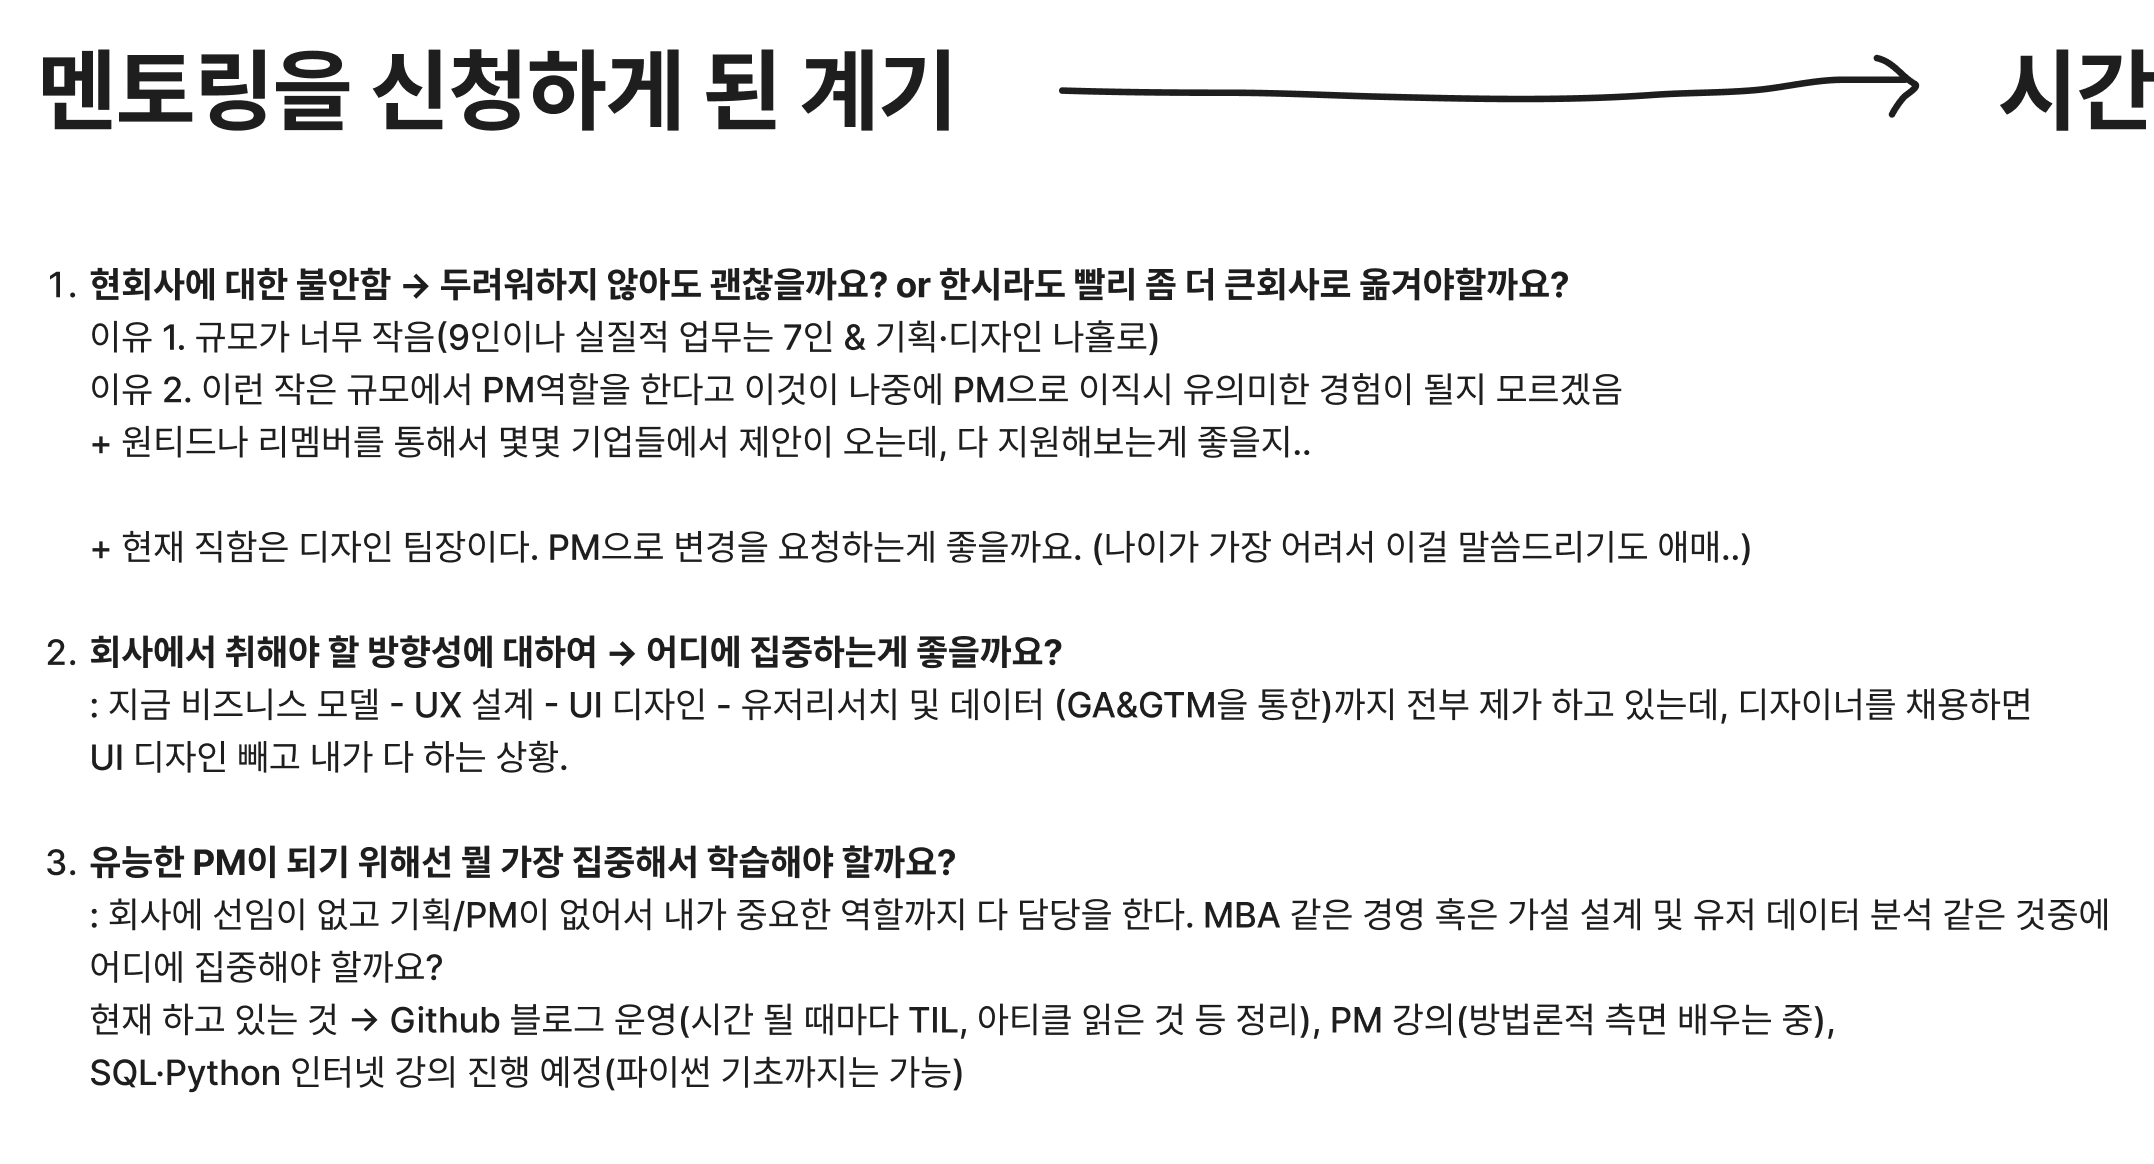 멘토링을 신청하게 된 계기 → 시간
1. 현회사에 대한 불안함 → 두려워하지 않아도 괜찮을까요? or 한시라도 빨리 좀 더 큰회사로 옮겨야할까요?
이유 1. 규모가 너무 작음(9인이나 실질적 업무는 7인 & 기획·디자인 나홀로)
이유 2. 이런 작은 규모에서 PM역할을 한다고 이것이 나중에 PM으로 이직시 유의미한 경험이 될지 모르겠음
+ 원티드나 리멤버를 통해서 몇몇 기업들에서 제안이 오는데, 다 지원해보는게 좋을지..
+ 현재 직함은 디자인 팀장이다. PM으로 변경을 요청하는게 좋을까요. (나이가 가장 어려서 이걸 말씀드리기도 애매..)
2. 회사에서 취해야 할 방향성에 대하여 → 어디에 집중하는게 좋을까요?
: 지금 비즈니스 모델 - UX 설계 - UI 디자인 - 유저리서치 및 데이터 (GA&GTM을 통한)까지 전부 제가 하고 있는데, 디자이너를 채용하면
UI 디자인 빼고 내가 다 하는 상황.
3. 유능한 PM이 되기 위해선 뭘 가장 집중해서 학습해야 할까요?
: 회사에 선임이 없고 기획/PM이 없어서 내가 중요한 역할까지 다 담당을 한다. MBA 같은 경영 혹은 가설 설계 및 유저 데이터 분석 같은 것중에
어디에 집중해야 할까요?
현재 하고 있는 것 → Github 블로그 운영(시간 될 때마다 TIL, 아티클 읽은 것 등 정리), PM 강의(방법론적 측면 배우는 중),
SQL·Python 인터넷 강의 진행 예정(파이썬 기초까지는 가능)